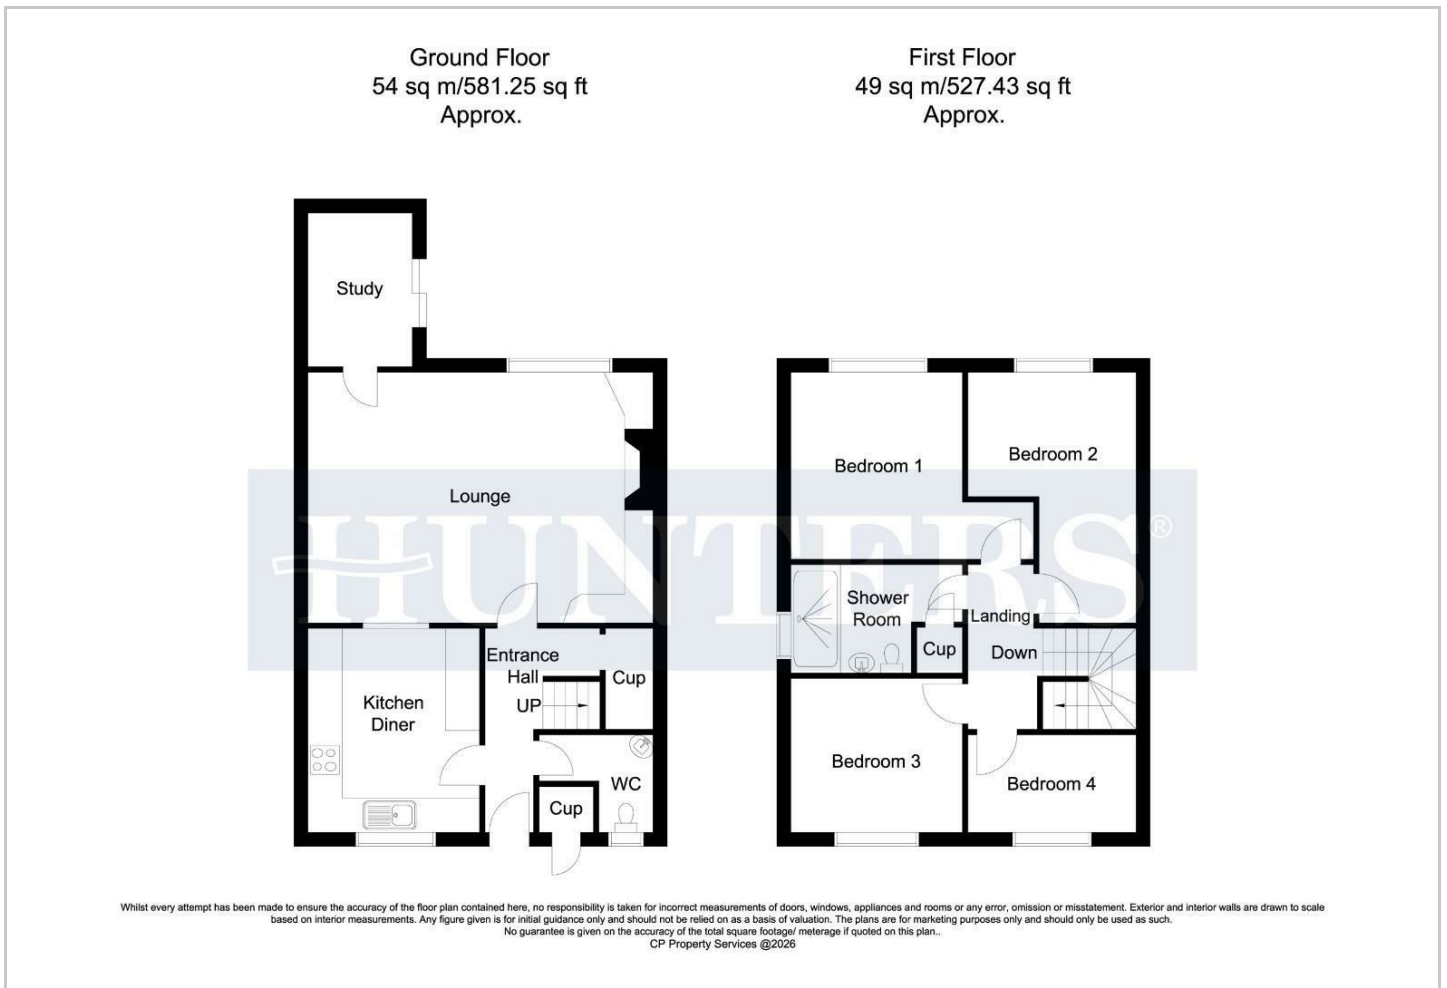 Ground Floor
54 sq m/581.25 sq ft
Approx.
First Floor
49 sq m/527.43 sq ft
Approx.
Study
Lounge
Kitchen
Diner
Entrance
Hall
UP
Cup
WC
Cup
Bedroom 1
Bedroom 2
Shower
Room
Cup
Landing
Down
Bedroom 3
Bedroom 4
HUNTERS®
Whilst every attempt has been made to ensure the accuracy of the floor plan contained here, no responsibility is taken for incorrect measurements of doors, windows, appliances and rooms or any error, omission or misstatement. Exterior and interior walls are drawn to scale
based on interior measurements. Any figure given is for initial guidance only and should not be relied on as a basis of valuation. The plans are for marketing purposes only and should only be used as such.
No guarantee is given on the accuracy of the total square footage/ meterage if quoted on this plan..
CP Property Services @2026